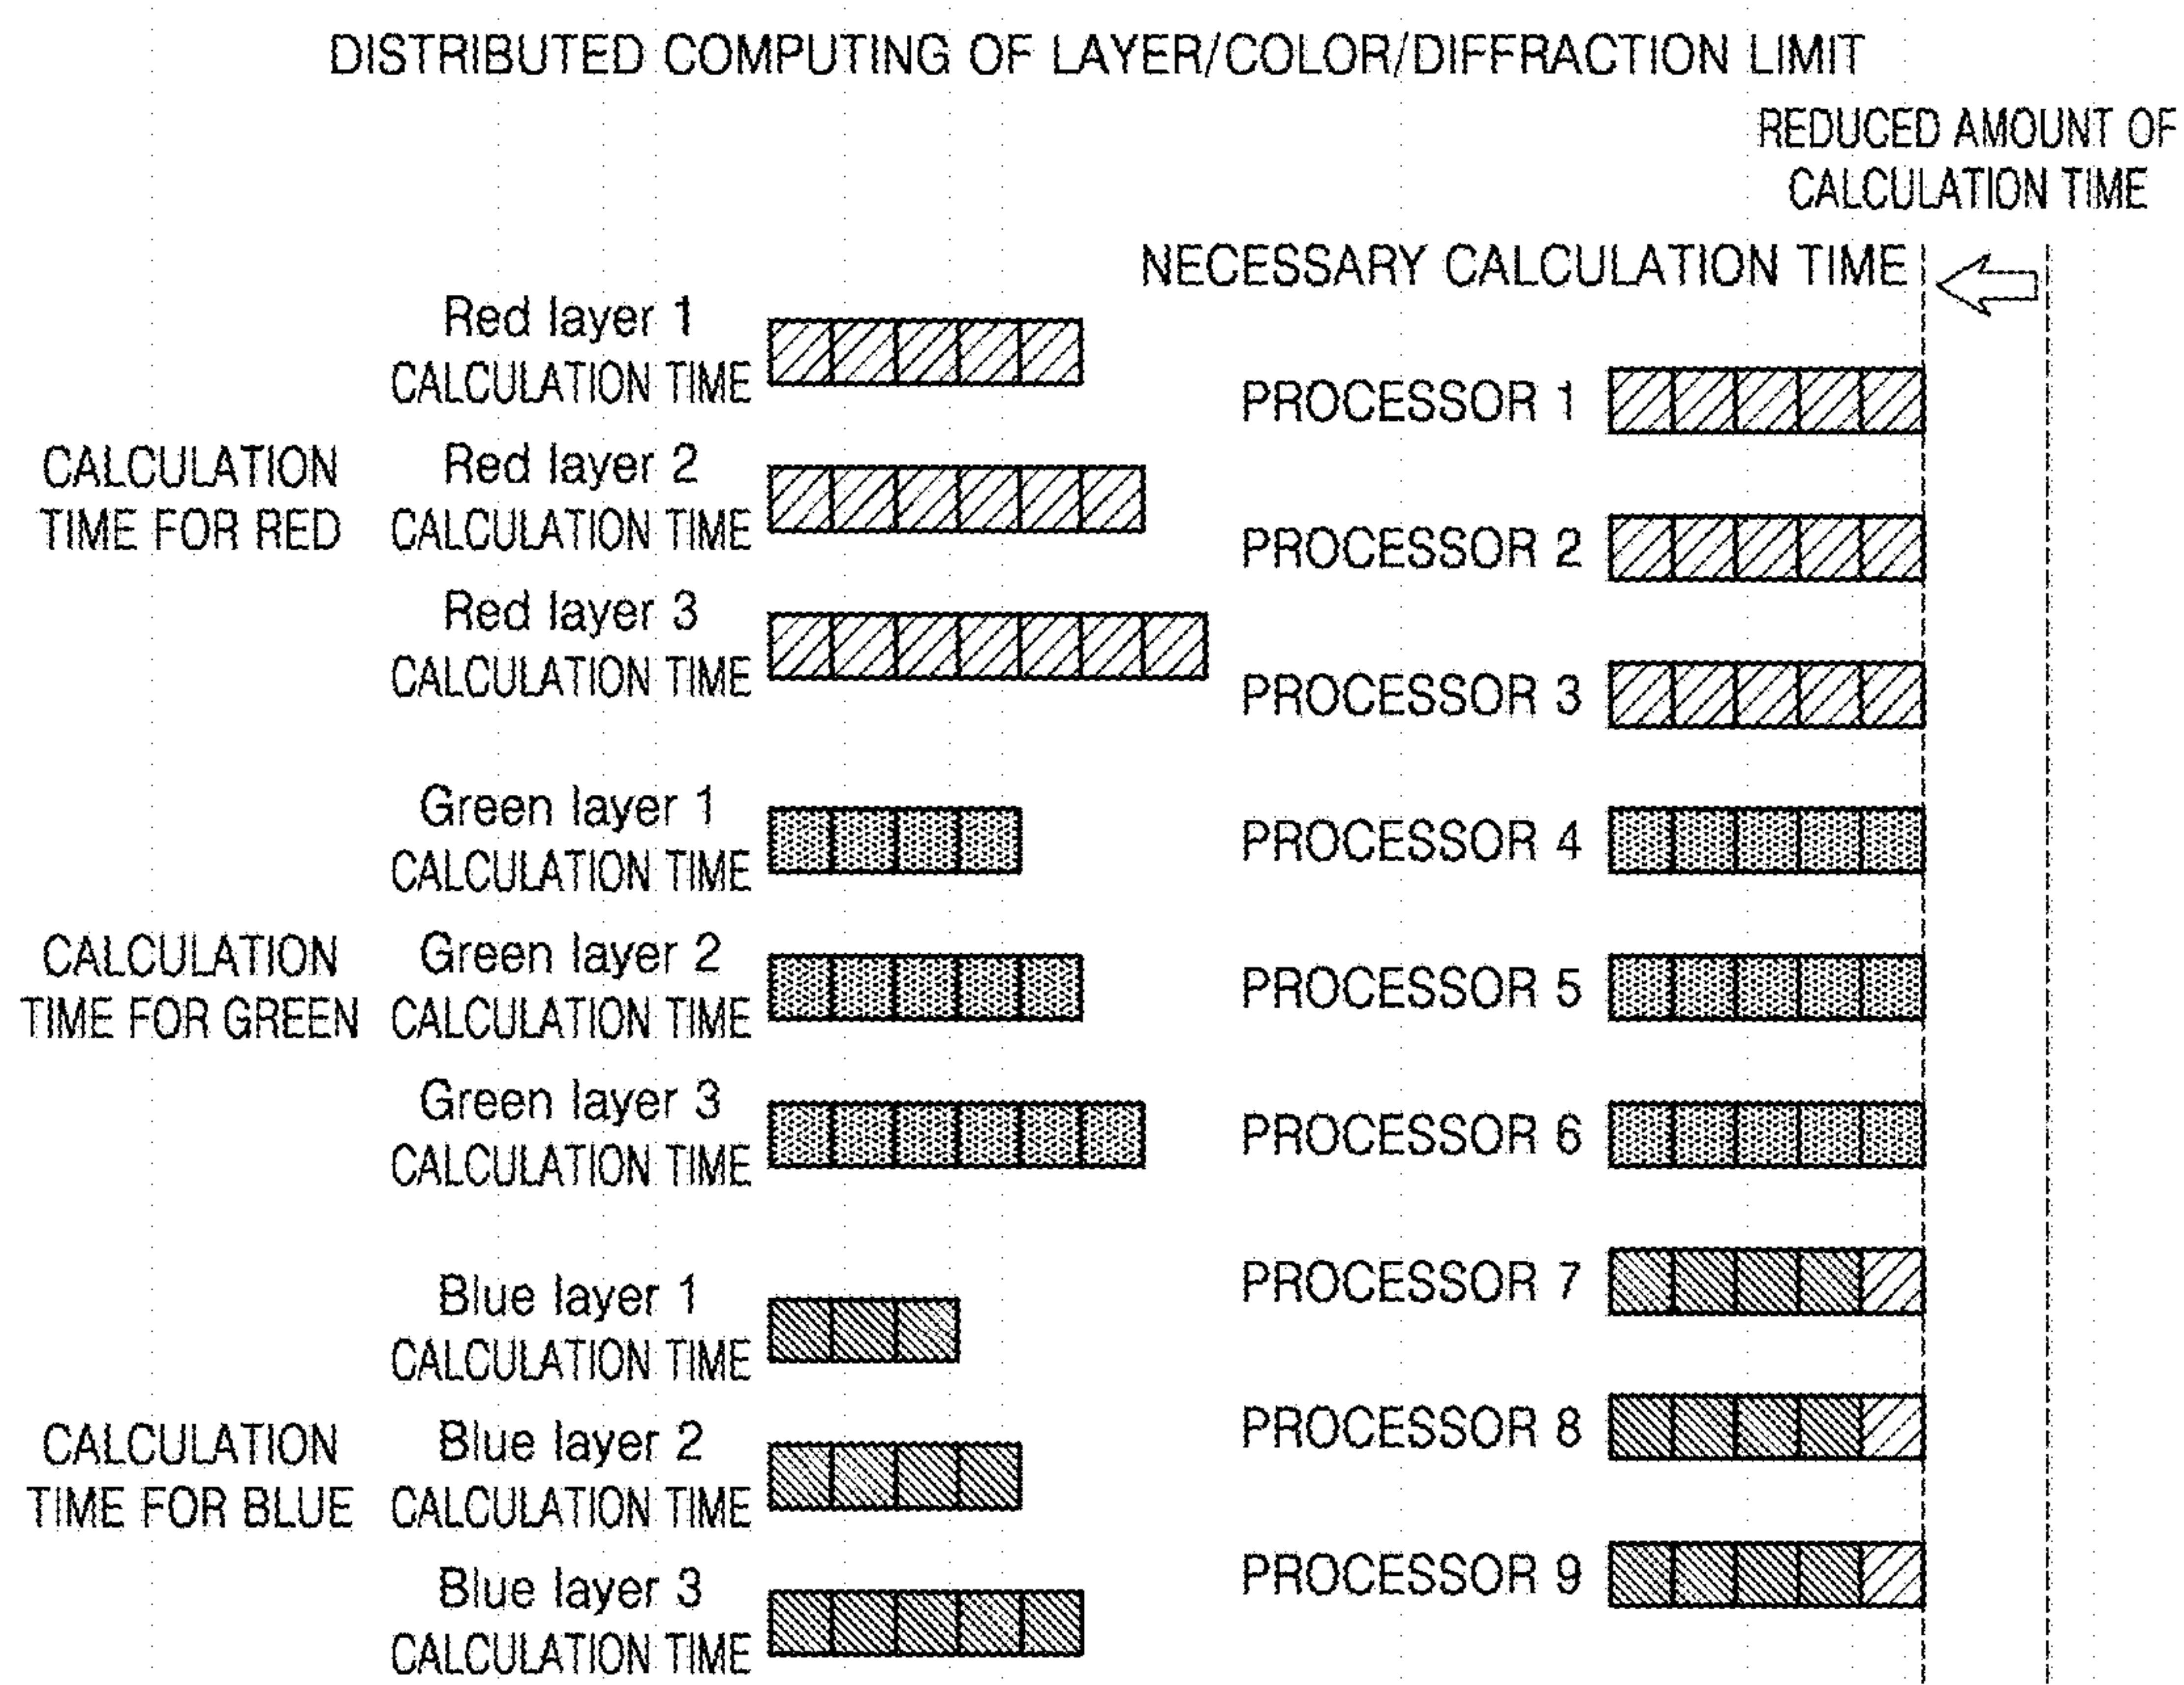 DISTRIBUTED COMPUTING OF LAYER/COLOR/DIFFRACTION LIMIT
REDUCED AMOUNT OF
CALCULATION TIME
NECESSARY CALCULATION TIME
CALCULATION
TIME FOR RED
Red layer 1
CALCULATION TIME
Red layer 2
CALCULATION TIME
Red layer 3
CALCULATION TIME
CALCULATION
TIME FOR GREEN
Green layer 1
CALCULATION TIME
Green layer 2
CALCULATION TIME
Green layer 3
CALCULATION TIME
CALCULATION
TIME FOR BLUE
Blue layer 1
CALCULATION TIME
Blue layer 2
CALCULATION TIME
Blue layer 3
CALCULATION TIME
PROCESSOR 1
PROCESSOR 2
PROCESSOR 3
PROCESSOR 4
PROCESSOR 5
PROCESSOR 6
PROCESSOR 7
PROCESSOR 8
PROCESSOR 9